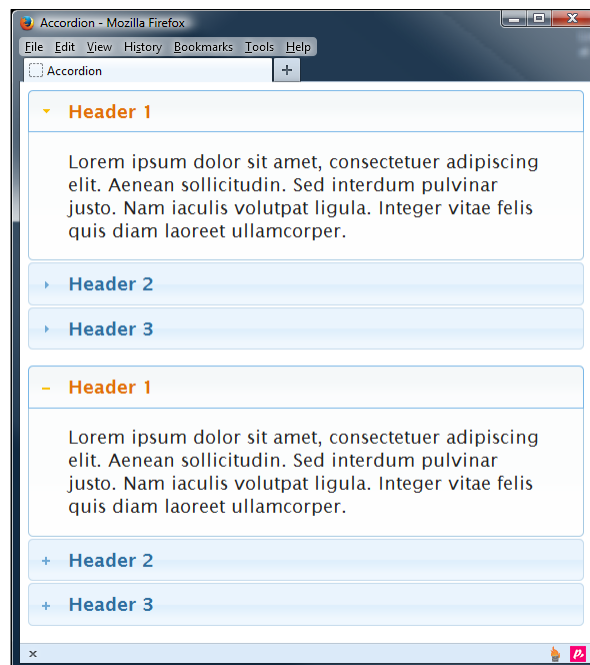 Accordion - Mozilla Firefox
File Edit View History Bookmarks Tools Help
Accordion
Header 1
Lorem ipsum dolor sit amet, consectetuer adipiscing
elit. Aenean sollicitudin. Sed interdum pulvinar
justo. Nam iaculis volutpat ligula. Integer vitae felis
quis diam laoreet ullamcorper.
Header 2
Header 3
Header 1
Lorem ipsum dolor sit amet, consectetuer adipiscing
elit. Aenean sollicitudin. Sed interdum pulvinar
justo. Nam iaculis volutpat ligula. Integer vitae felis
quis diam laoreet ullamcorper.
Header 2
Header 3